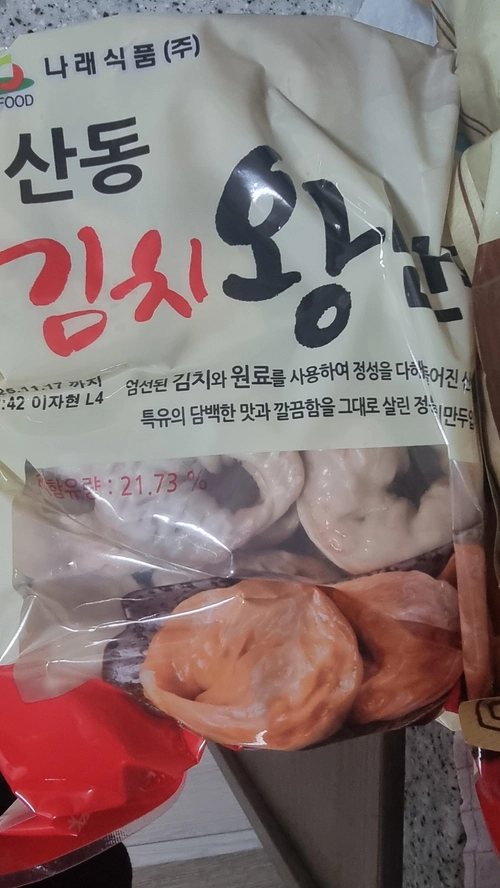 나래식품(주)
FOOD
산동
김치왕
25.11.17 까지
:42 이자현 L4
엄선된 김치와 원료를 사용하여 정성을 다해
특유의 담백한 맛과 깔끔함을 그대로 살린
함유량 : 21.73 %